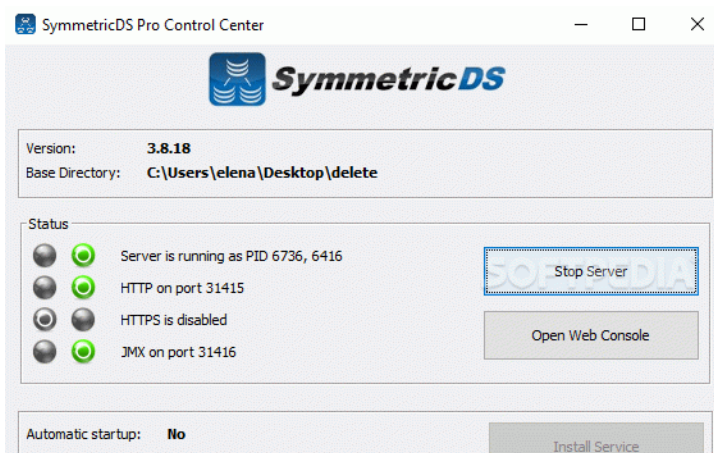 SymmetricDS Pro Control Center
SymmetricDS
Version: 3.8.18
Base Directory: C:\Users\elena\Desktop\delete
Status
Server is running as PID 6736, 6416
HTTP on port 31415
HTTPS is disabled
JMX on port 31416
SOFTPEDIA
Stop Server
Open Web Console
Automatic startup: No
Install Service